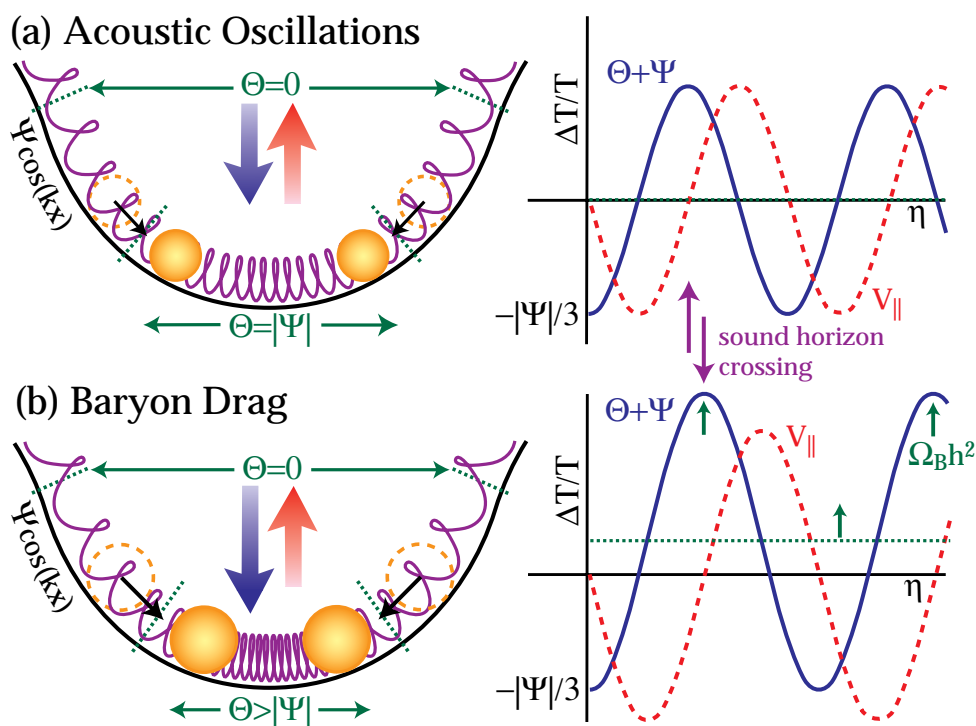 (a) Acoustic Oscillations
Θ=0
Ψcos(kx)
Θ=|Ψ|
ΔT/T
Θ+Ψ
η
−|Ψ|/3
V||
sound horizon
crossing
(b) Baryon Drag
Θ=0
Ψcos(kx)
Θ>|Ψ|
ΔT/T
Θ+Ψ
V||
ΩBh²
η
−|Ψ|/3